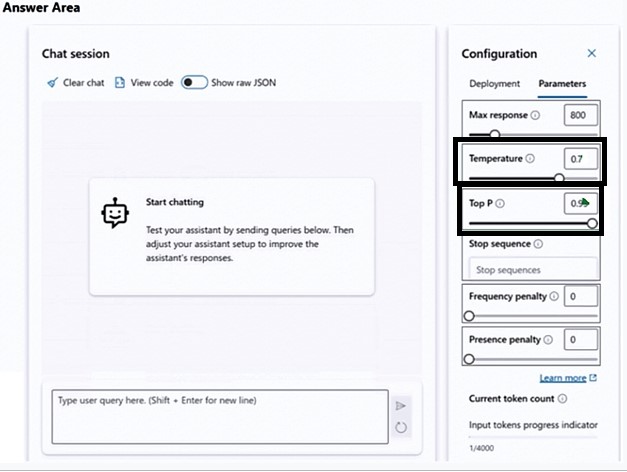 Answer Area
Chat session
Clear chat View code Show raw JSON
Start chatting
Test your assistant by sending queries below. Then
adjust your assistant setup to improve the
assistant's responses.
Type user query here. (Shift + Enter for new line)
Configuration
Deployment Parameters
Max response 800
Temperature 0.7
Top P
Stop sequence
Stop sequences
Frequency penalty 0
Presence penalty 0
Learn more
Current token count
Input tokens progress indicator
1/4000